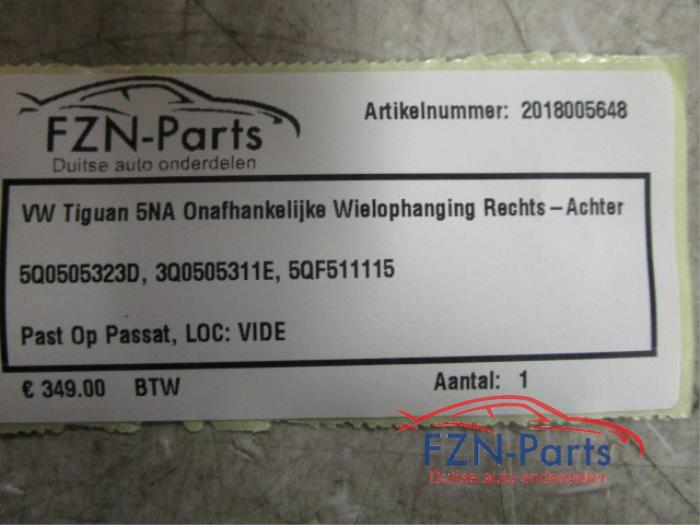 FZN-Parts
Duitse auto onderdelen
Artikelnummer: 2018005648
VW Tiguan 5NA Onafhankelijke Wielophanging Rechts-Achter
5Q0505323D, 3Q0505311E, 5QF511115
Past Op Passat, LOC: VIDE
€ 349.00 BTW
Aantal: 1
FZN-Parts
Duitse auto onderdelen